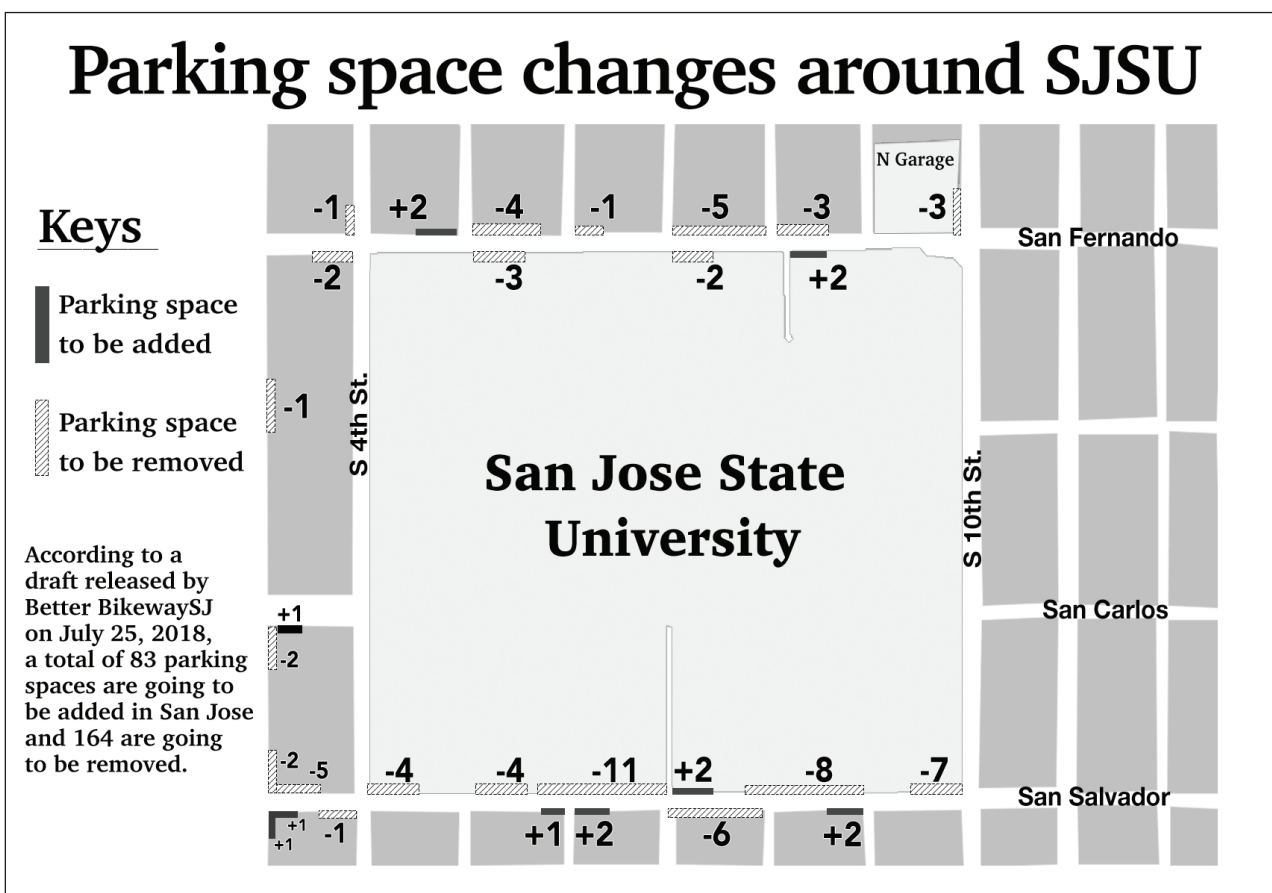 Parking space changes around SJSU
N Garage
-1
+2
-4
-1
-5
-3
-3
San Fernando
Keys
Parking space
to be added
Parking space
to be removed
-2
-3
-2
+2
-1
S 4th St.
San Jose State
University
S 10th St.
According to a
draft released by
Better BikewaySJ
on July 25, 2018,
a total of 83 parking
spaces are going to
be added in San Jose
and 164 are going
to be removed.
+1
-2
San Carlos
-2
-5
-4
-4
-11
+2
-8
-7
San Salvador
+1
+1
-1
+1
+2
-6
+2